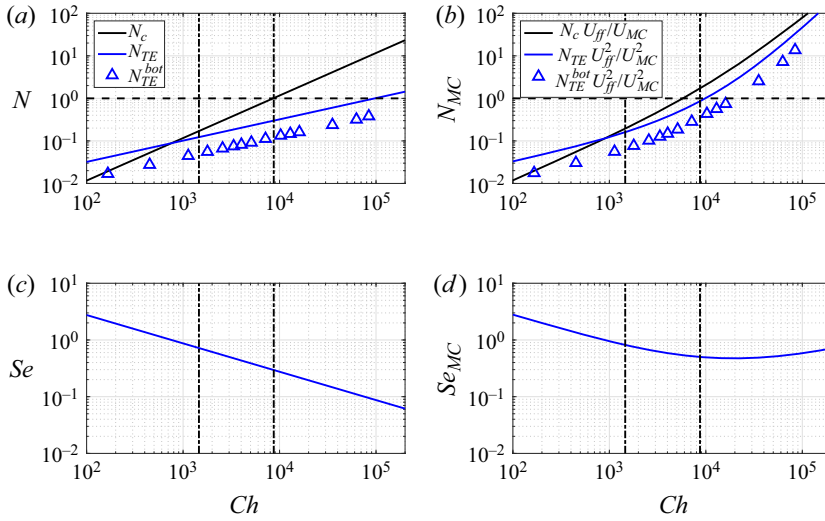 (a)
10^2
10^1
10^0
10^-1
10^-2
N
N_c
N_TE
N_TE^bot
10^2 10^3 10^4 10^5
(b)
10^2
10^1
10^0
10^-1
10^-2
N_MC
N_c U_ff/U_MC
N_TE U_ff^2/U_MC^2
N_TE^bot U_ff^2/U_MC^2
10^2 10^3 10^4 10^5
(c)
10^1
10^0
10^-1
10^-2
Se
10^2 10^3 10^4 10^5
Ch
(d)
10^1
10^0
10^-1
10^-2
Se_MC
10^2 10^3 10^4 10^5
Ch